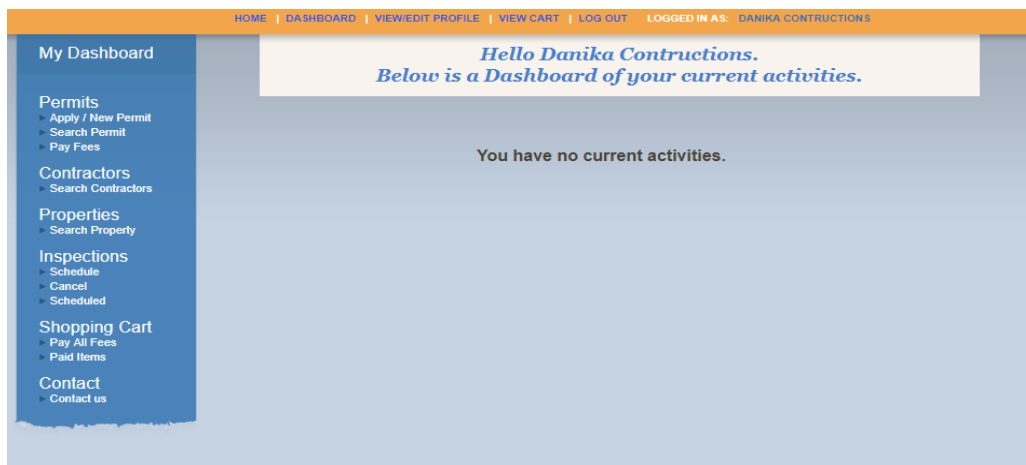 HOME | DASHBOARD | VIEW/EDIT PROFILE | VIEW CART | LOG OUT LOGGED IN AS: DANIKA CONTRUCTIONS
My Dashboard
Permits
Apply / New Permit
Search Permit
Pay Fees
Contractors
Search Contractors
Properties
Search Property
Inspections
Schedule
Cancel
Scheduled
Shopping Cart
Pay All Fees
Paid Items
Contact
Contact us
Hello Danika Contructions.
Below is a Dashboard of your current activities.
You have no current activities.